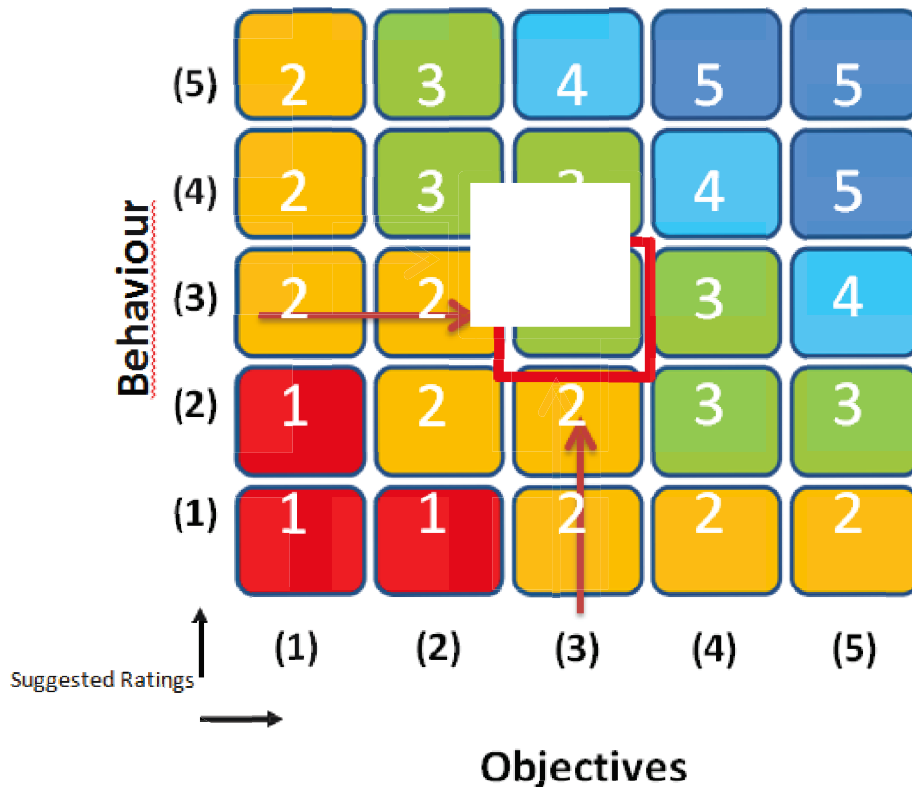 (5) 2 3 4 5 5
(4) 2 3 3 4 5
Behaviour
(3) 2 2 3 4
(2) 1 2 2 3 3
(1) 1 1 2 2 2
(1) (2) (3) (4) (5)
Suggested Ratings
Objectives